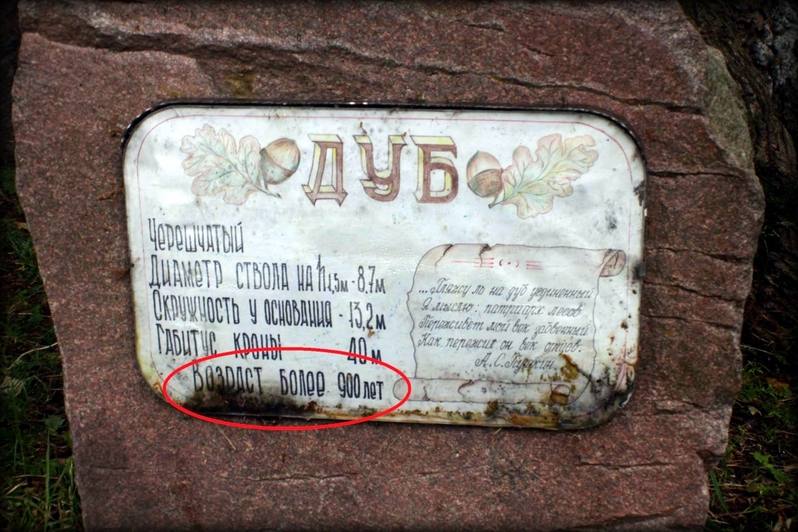 ДУБ
Черешчатый
Диаметр ствола на h 1,5м - 8,7м
Окружность у основания - 13,2м
Габитус кроны 40м
Возраст более 900 лет
...Гляжу ль на дуб уединенный
Я мыслю: патриарх лесов
Переживет мой век забвенный
Как пережил он век отцов.
А.С.Пушкин